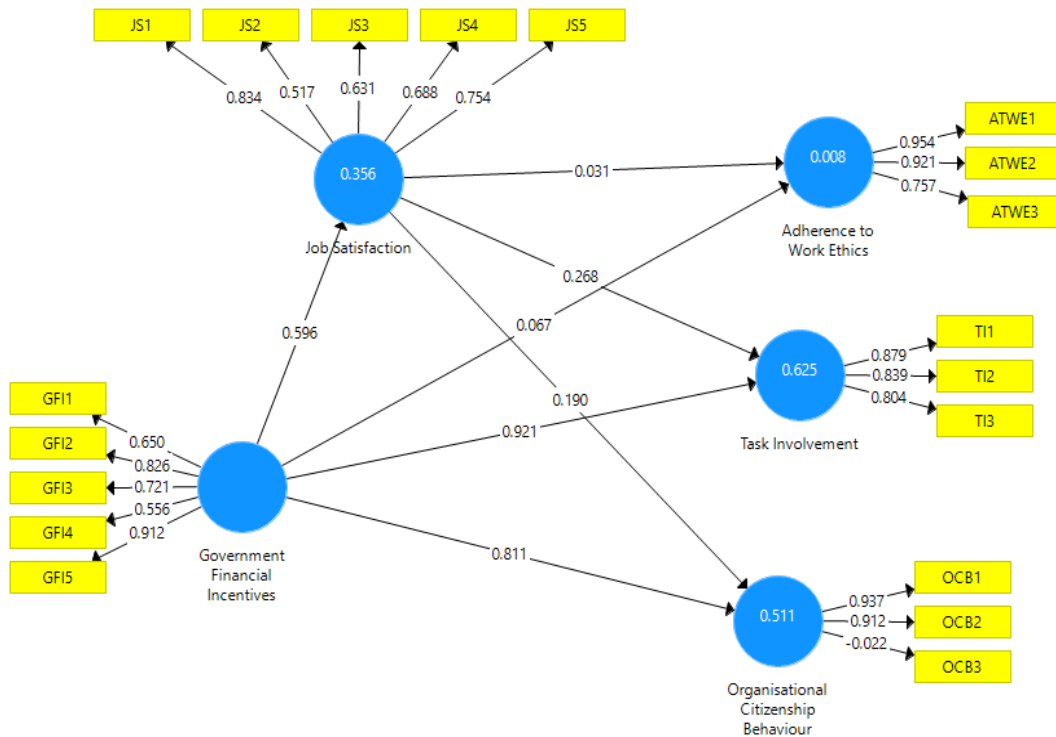 JS1
JS2
JS3
JS4
JS5
0.834
0.517
0.631
0.688
0.754
0.356
Job Satisfaction
0.031
0.008
Adherence to
Work Ethics
0.954
0.921
0.757
ATWE1
ATWE2
ATWE3
0.268
0.067
0.596
0.190
0.921
0.811
0.625
Task Involvement
0.879
0.839
0.804
TI1
TI2
TI3
GFI1
GFI2
GFI3
GFI4
GFI5
0.650
0.826
0.721
0.556
0.912
Government
Financial
Incentives
0.511
Organisational
Citizenship
Behaviour
0.937
0.912
-0.022
OCB1
OCB2
OCB3